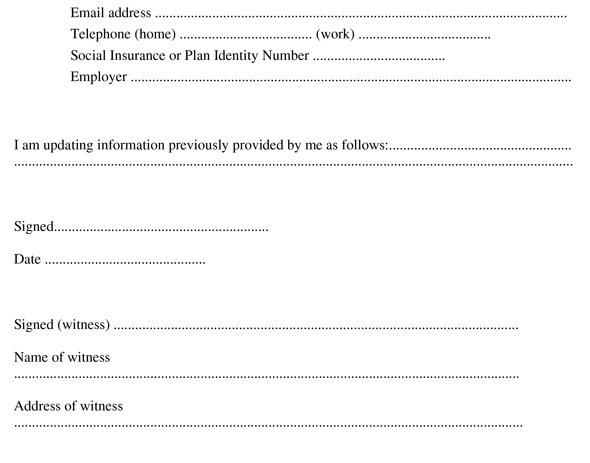 Email address ..................................................................................................................
Telephone (home) ..................................... (work) .....................................
Social Insurance or Plan Identity Number .....................................
Employer ...........................................................................................................................
I am updating information previously provided by me as follows:...................................................
............................................................................................................................................................
Signed............................................................
Date .............................................
Signed (witness) .................................................................................................................
Name of witness
.............................................................................................................................................
Address of witness
..............................................................................................................................................